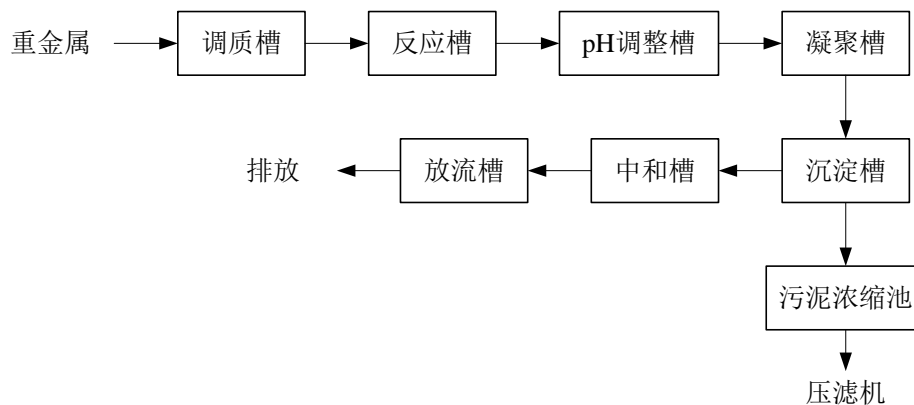 重金属
调质槽
反应槽
pH调整槽
凝聚槽
排放
放流槽
中和槽
沉淀槽
污泥浓缩池
压滤机